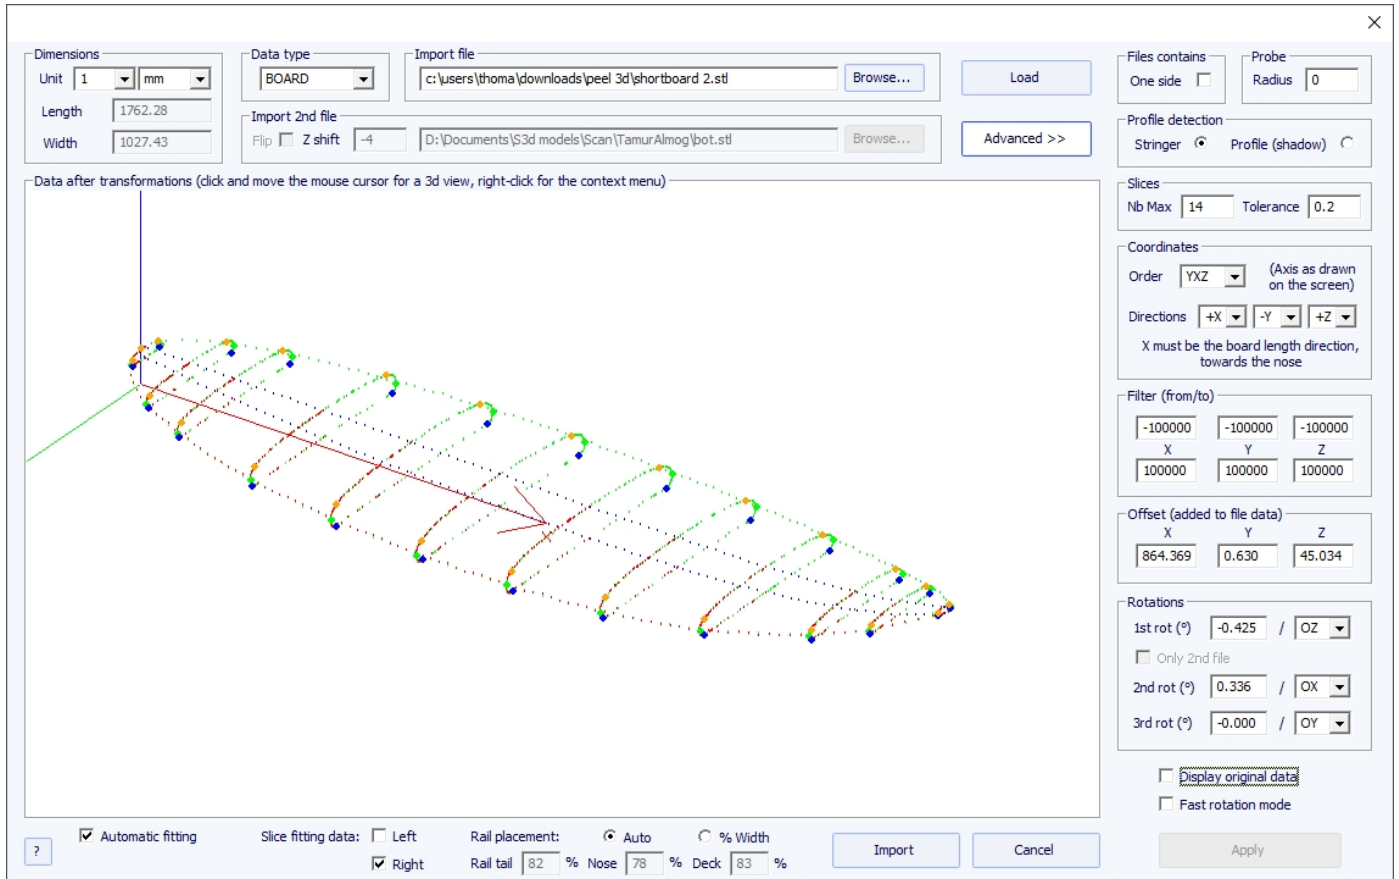 Dimensions
Unit 1 mm
Length 1762.28
Width 1027.43
Data type
BOARD
Import file
c:\users\thoma\downloads\peel 3d\shortboard 2.stl Browse... Load
Import 2nd file
Flip Z shift -4 D:\Documents\S3d models\Scan\TamurAlmog\bot.stl Browse... Advanced >>
Data after transformations (click and move the mouse cursor for a 3d view, right-click for the context menu)
Files contains
One side
Probe
Radius 0
Profile detection
Stringer Profile (shadow)
Slices
Nb Max 14 Tolerance 0.2
Coordinates
Order YXZ (Axis as drawn
on the screen)
Directions +X -Y +Z
X must be the board length direction,
towards the nose
Filter (from/to)
-100000 -100000 -100000
X Y Z
100000 100000 100000
Offset (added to file data)
X Y Z
864.369 0.630 45.034
Rotations
1st rot (°) -0.425 / OZ
Only 2nd file
2nd rot (°) 0.336 / OX
3rd rot (°) -0.000 / OY
Display original data
Fast rotation mode
? Automatic fitting Slice fitting data: Left Rail placement: Auto % Width
Right Rail tail 82 % Nose 78 % Deck 83 %
Import Cancel Apply